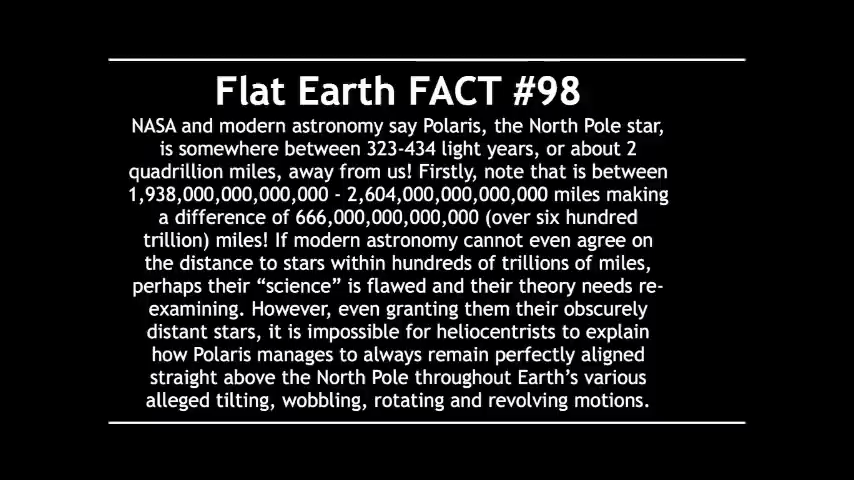 Flat Earth FACT #98
NASA and modern astronomy say Polaris, the North Pole star,
is somewhere between 323-434 light years, or about 2
quadrillion miles, away from us! Firstly, note that is between
1,938,000,000,000,000 - 2,604,000,000,000,000 miles making
a difference of 666,000,000,000,000 (over six hundred
trillion) miles! If modern astronomy cannot even agree on
the distance to stars within hundreds of trillions of miles,
perhaps their “science” is flawed and their theory needs re-
examining. However, even granting them their obscurely
distant stars, it is impossible for heliocentrists to explain
how Polaris manages to always remain perfectly aligned
straight above the North Pole throughout Earth’s various
alleged tilting, wobbling, rotating and revolving motions.